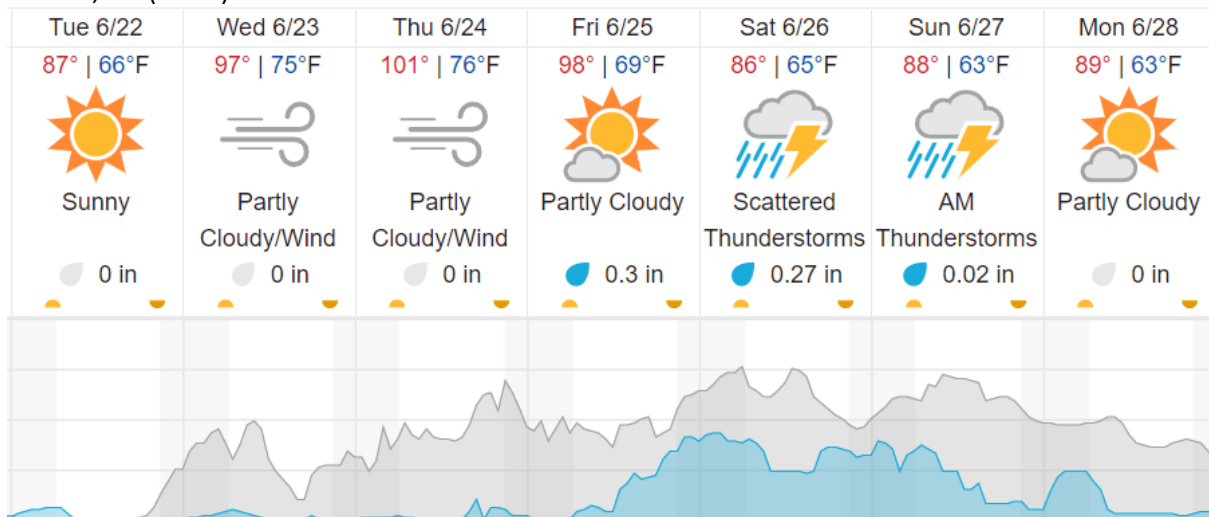 Tue 6/22 Wed 6/23 Thu 6/24 Fri 6/25 Sat 6/26 Sun 6/27 Mon 6/28
87° | 66°F 97° | 75°F 101° | 76°F 98° | 69°F 86° | 65°F 88° | 63°F 89° | 63°F
Sunny Partly Partly Partly Cloudy Scattered AM Partly Cloudy
Cloudy/Wind Cloudy/Wind Thunderstorms Thunderstorms
0 in 0 in 0 in 0.3 in 0.27 in 0.02 in 0 in